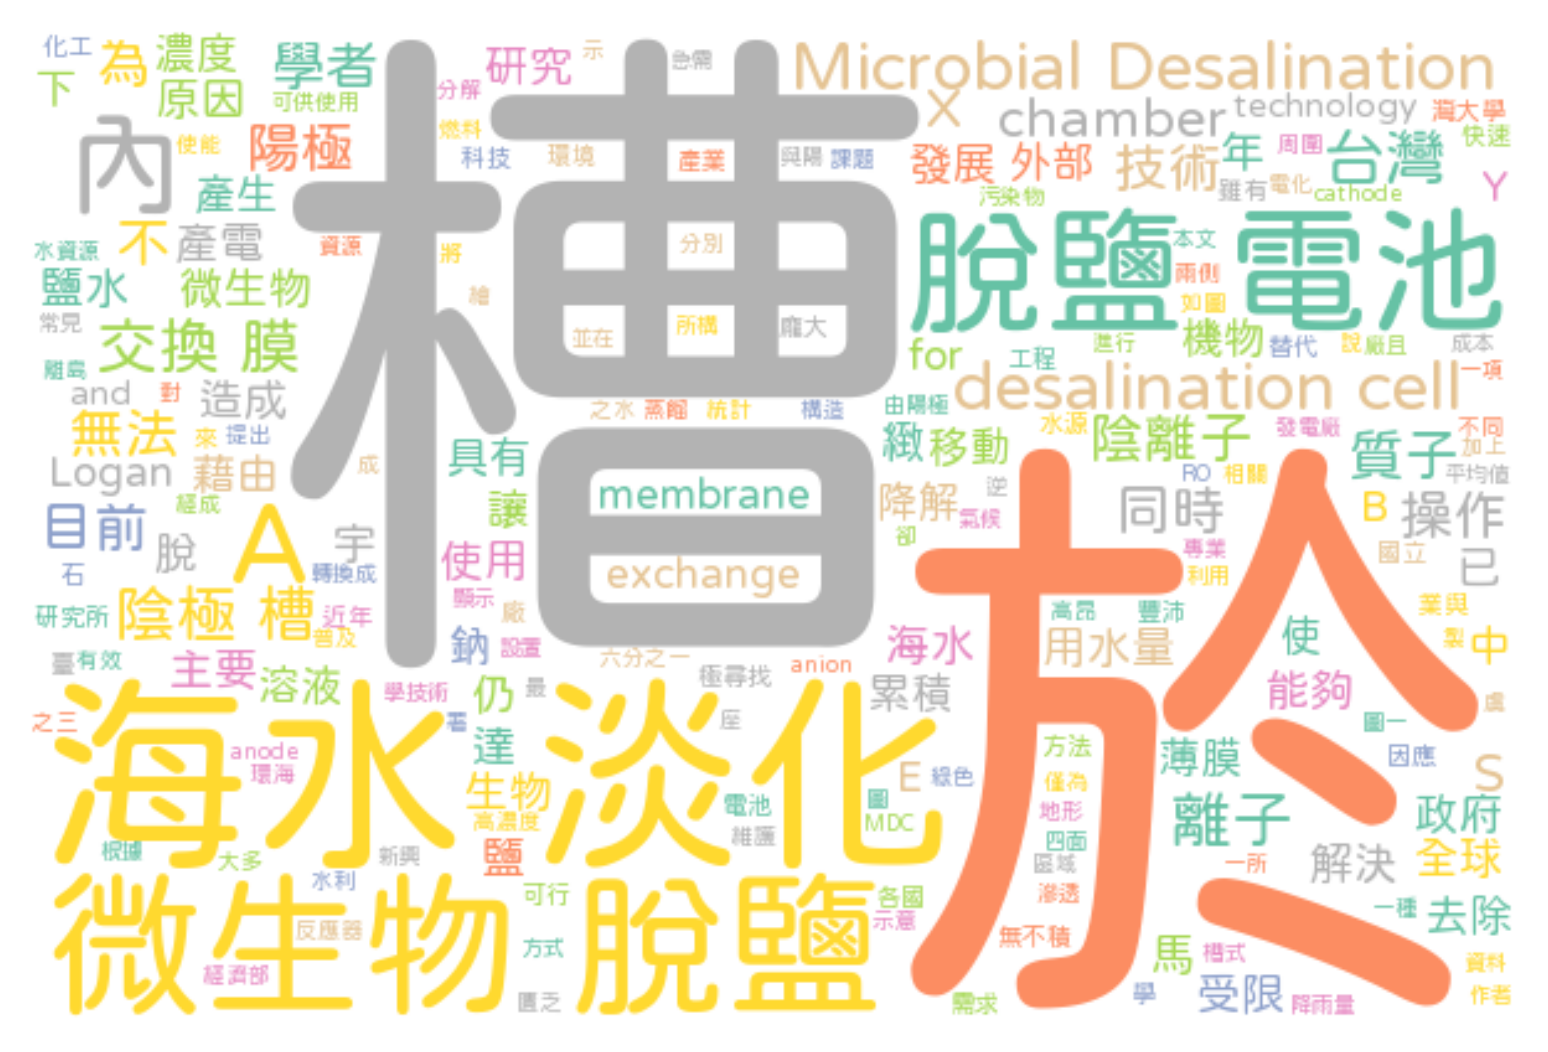 化工
為
濃度
學者
研究
示
急需
Microbial Desalination
下
原因
可供使用
分解
X
chamber
technology
灣大學
內
使能
陽極
燃料
科技
環境
產業
與陽
課題
發展
外部
技術
年
周圍
台灣
快速
槽
產生
污染物
雖有
電化
cathode
Y
水資源
不
產電
資源
將
分別
脫鹽
電池
本文
兩側
鹽水
微生物
繪
如圖
常見
交換
膜
並在
所構
龐大
for
工程
進行
機物
替代
說
廠且
成本
離島
and
對
造成
desalination cell
一項
無法
來
提出
之水
蒸餾
統計
構造
由陽極
緻
移動
水源
陰離子
發電廠
不同
加上
質子
Logan
藉由
成
具有
RO
相關
平均值
經成
讓
membrane
降解
逆
氣候
同時
B
操作
目前
脫
A
宇
卻
專業
國立
已
石
轉換成
使用
exchange
利用
研究所
陰極
槽
近年
普及
顯示
廠
高昂
豐沛
業與
臺
有效
主要
鈉
設置
六分之一
anion
海水
用水量
使
製
中
溶液
學技術
仍
最
極尋找
累積
能夠
處
之三
海水
淡化
著
座
於
圖一
anode
環海
達
方法
薄膜
因應
生物
電池
E
綠色
僅為
S
高濃度
維護
圖
MDC
地形
離子
政府
根據
大多
新興
鹽
四面
區域
一所
解決
全球
水利
微生物
脫鹽
可行
各國
滲透
一種
去除
反應器
示意
無不積
經濟部
方式
馬
槽式
資料
匱乏
需求
學
受限
降雨量
作者